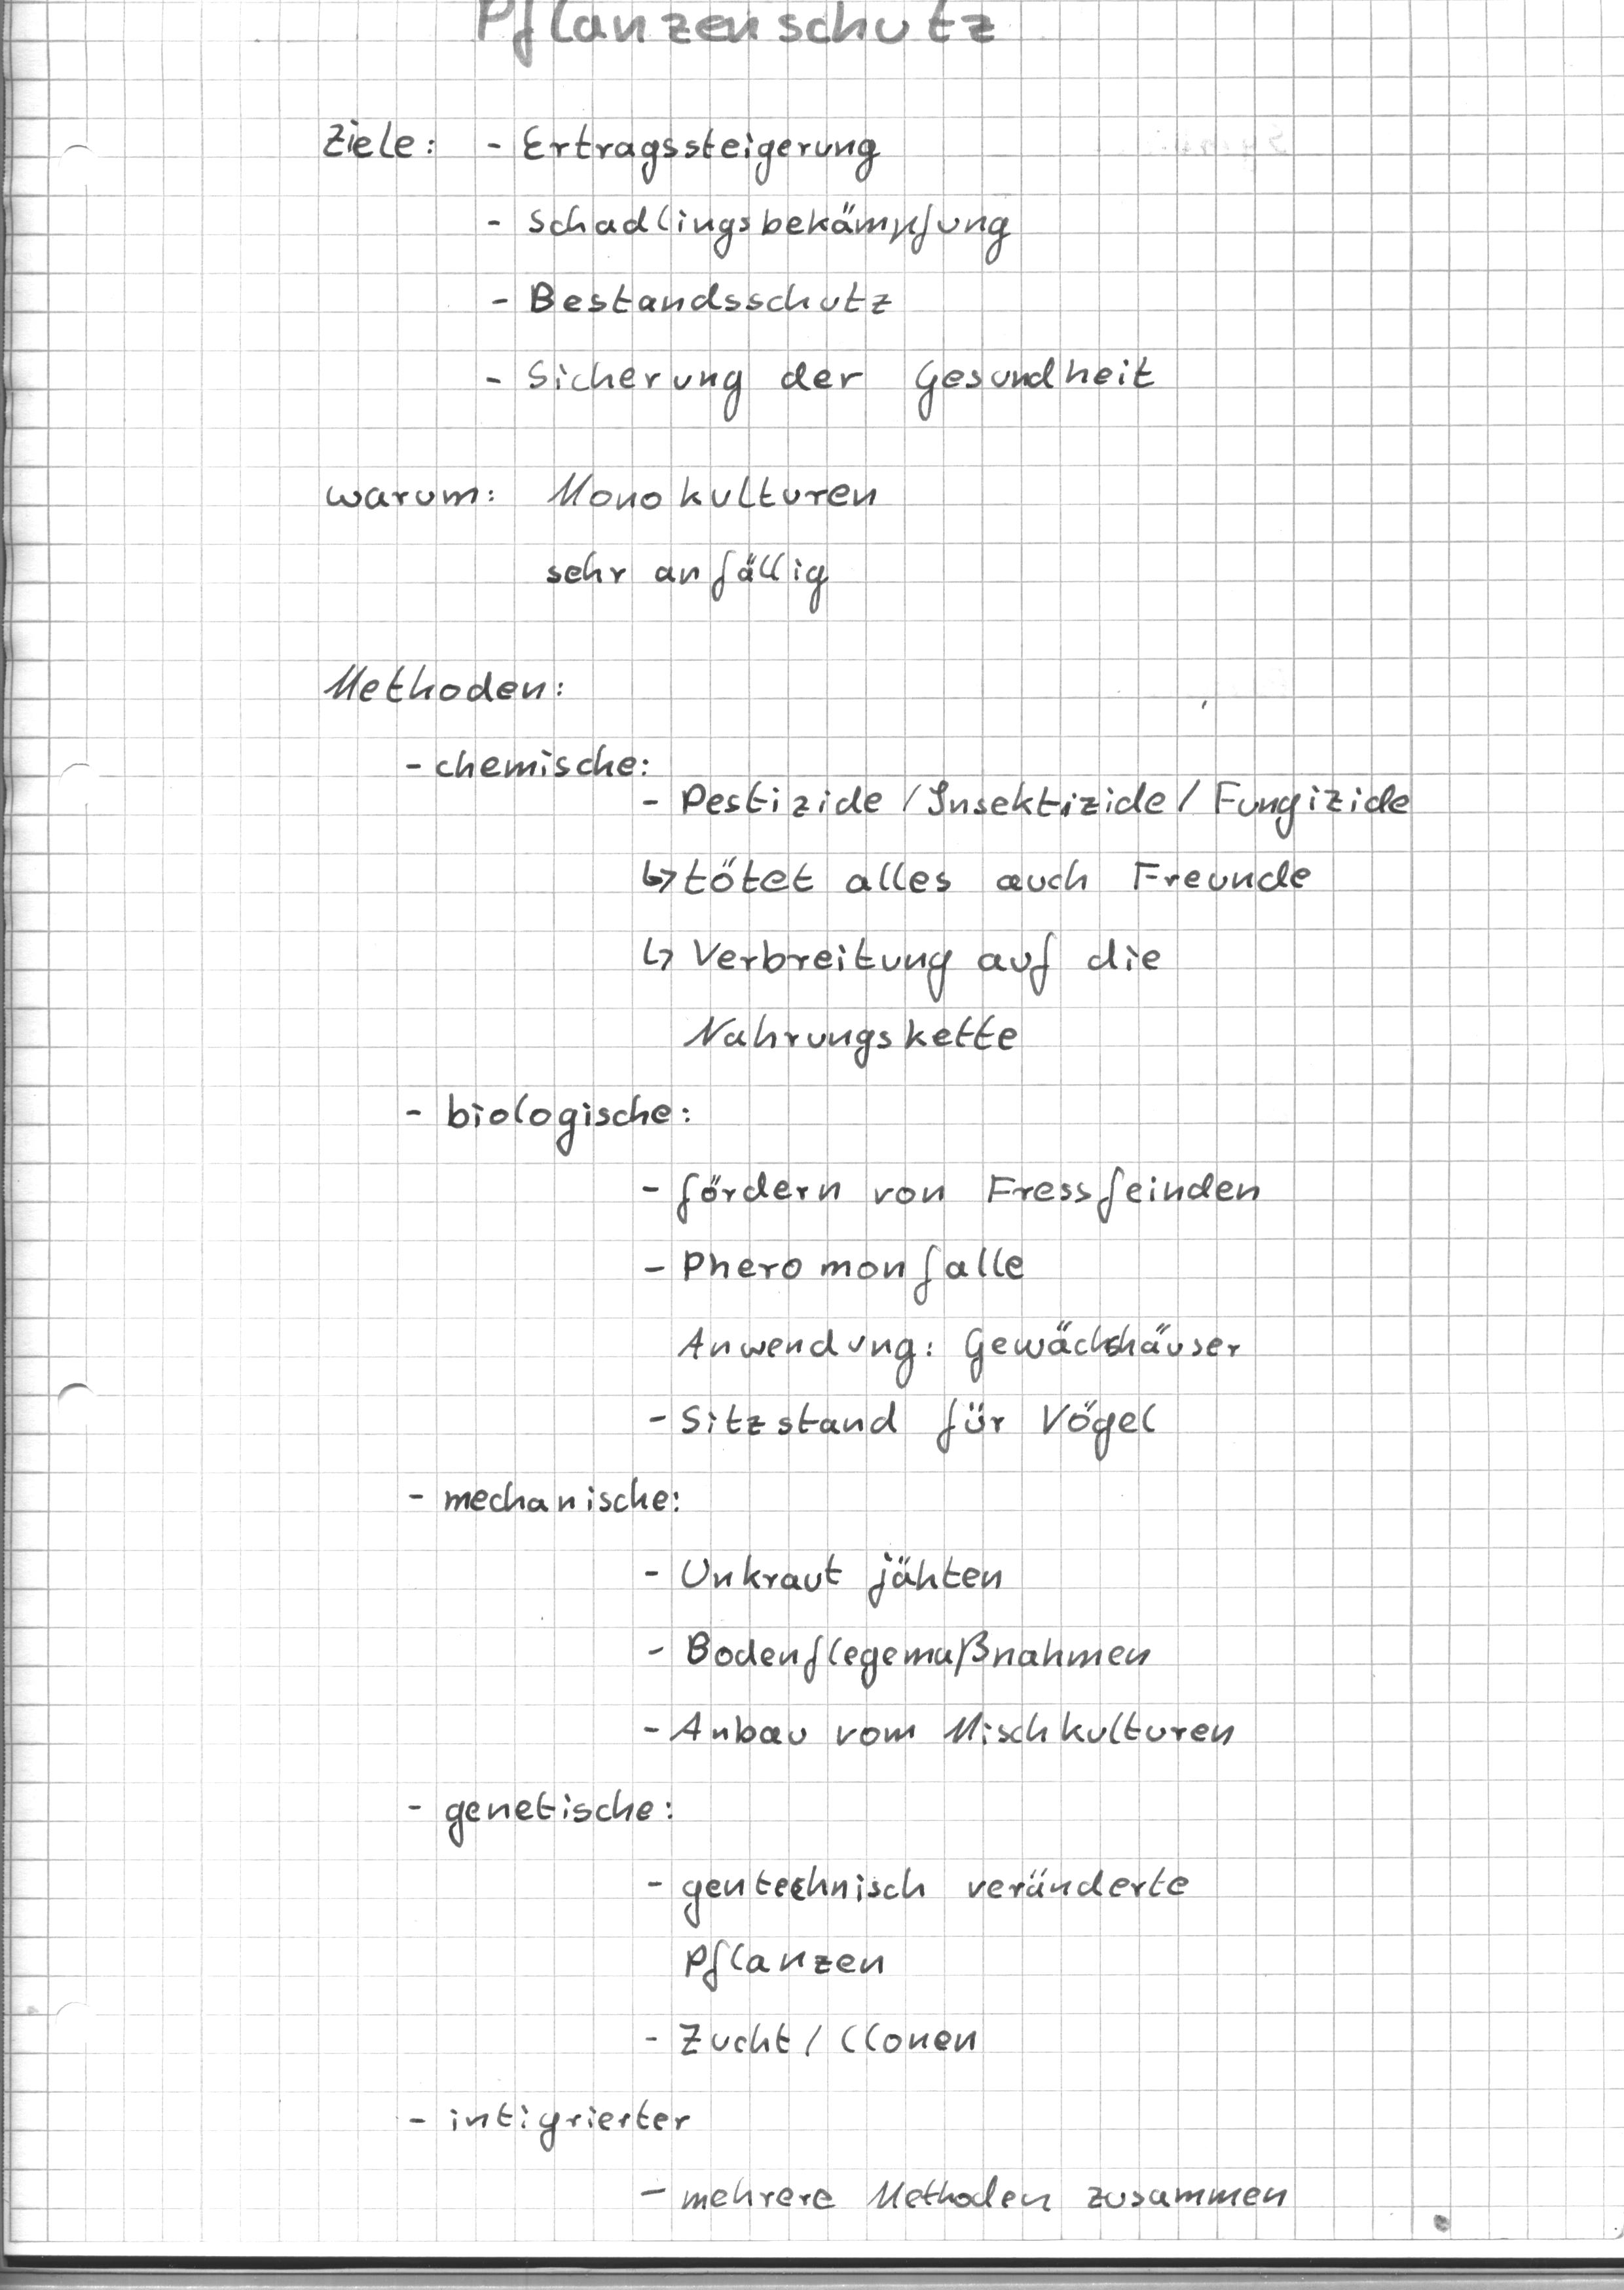 Pflanzenschutz
Ziele: - Ertragssteigerung
- Schadlingsbekämpfung
- Bestandsschutz
- Sicherung der Gesundheit
warum: Monokulturen
sehr anfällig
Methoden:
- chemische:
- Pestizide / Insektizide / Fungizide
↳ tötet alles auch Freunde
↳ Verbreitung auf die
Nahrungskette
- biologische:
- fördern von Fressfeinden
- Pheromonfalle
Anwendung: Gewächshäuser
- Sitzstand für Vögel
- mechanische:
- Unkraut jähten
- Bodenflegemaßnahmen
- Anbau vom Mischkulturen
- genetische:
- gentechnisch veränderte
Pflanzen
- Zucht / Clonen
- intigrierter
- mehrere Methoden zusammen